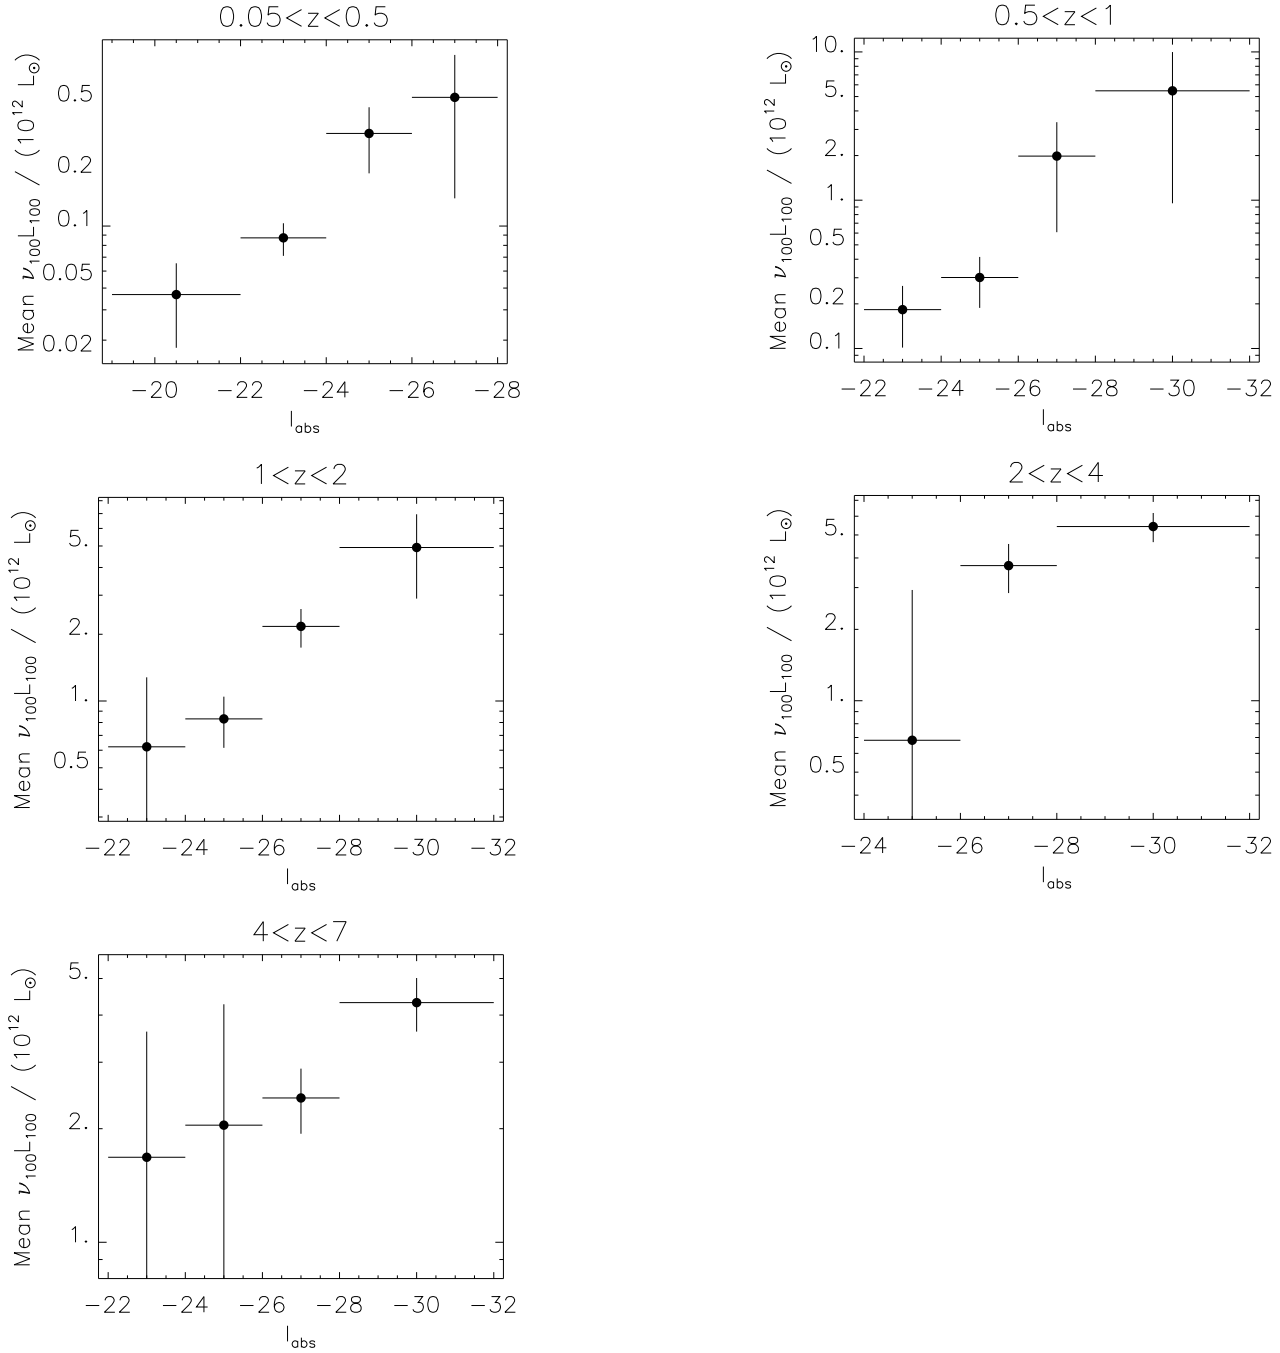 0.05<z<0.5
Mean ν100L100 / (10^12 L⊙)
0.5
0.2
0.1
0.05
0.02
−20 −22 −24 −26 −28
Iabs
0.5<z<1
Mean ν100L100 / (10^12 L⊙)
10.
5.
2.
1.
0.5
0.2
0.1
−22 −24 −26 −28 −30 −32
Iabs
1<z<2
Mean ν100L100 / (10^12 L⊙)
5.
2.
1.
0.5
−22 −24 −26 −28 −30 −32
Iabs
2<z<4
Mean ν100L100 / (10^12 L⊙)
5.
2.
1.
0.5
−24 −26 −28 −30 −32
Iabs
4<z<7
Mean ν100L100 / (10^12 L⊙)
5.
2.
1.
−22 −24 −26 −28 −30 −32
Iabs